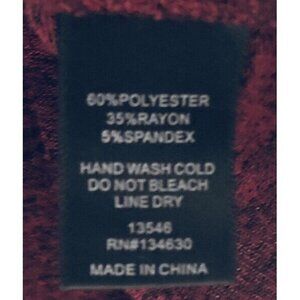 60%POLYESTER
35%RAYON
5%SPANDEX
HAND WASH COLD
DO NOT BLEACH
LINE DRY
13546
RN#134630
MADE IN CHINA